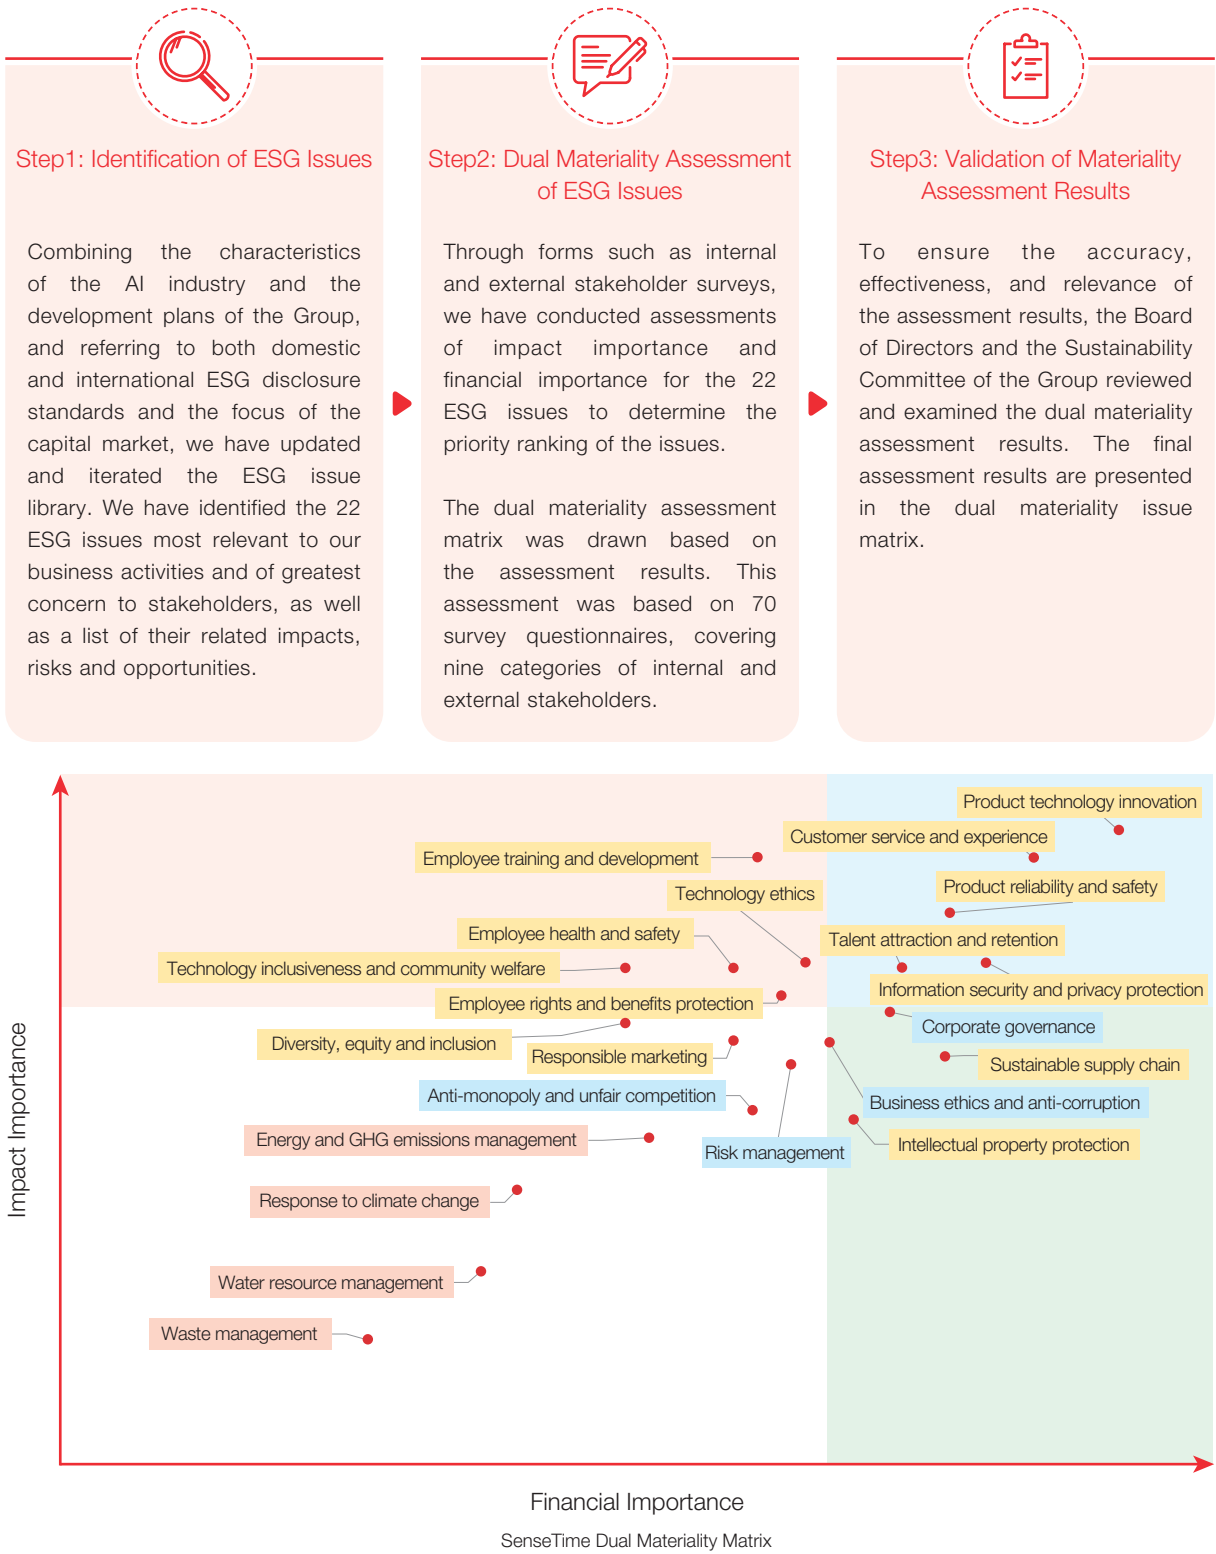 Step1: Identification of ESG Issues
Combining the characteristics
of the AI industry and the
development plans of the Group,
and referring to both domestic
and international ESG disclosure
standards and the focus of the
capital market, we have updated
and iterated the ESG issue
library. We have identified the 22
ESG issues most relevant to our
business activities and of greatest
concern to stakeholders, as well
as a list of their related impacts,
risks and opportunities.
Step2: Dual Materiality Assessment
of ESG Issues
Through forms such as internal
and external stakeholder surveys,
we have conducted assessments
of impact importance and
financial importance for the 22
ESG issues to determine the
priority ranking of the issues.
The dual materiality assessment
matrix was drawn based on
the assessment results. This
assessment was based on 70
survey questionnaires, covering
nine categories of internal and
external stakeholders.
Step3: Validation of Materiality
Assessment Results
To ensure the accuracy,
effectiveness, and relevance of
the assessment results, the Board
of Directors and the Sustainability
Committee of the Group reviewed
and examined the dual materiality
assessment results. The final
assessment results are presented
in the dual materiality issue
matrix.
Product technology innovation
Customer service and experience
Employee training and development
Product reliability and safety
Technology ethics
Employee health and safety
Talent attraction and retention
Technology inclusiveness and community welfare
Information security and privacy protection
Employee rights and benefits protection
Corporate governance
Diversity, equity and inclusion
Responsible marketing
Sustainable supply chain
Anti-monopoly and unfair competition
Business ethics and anti-corruption
Energy and GHG emissions management
Intellectual property protection
Risk management
Response to climate change
Water resource management
Waste management
Impact Importance
Financial Importance
SenseTime Dual Materiality Matrix